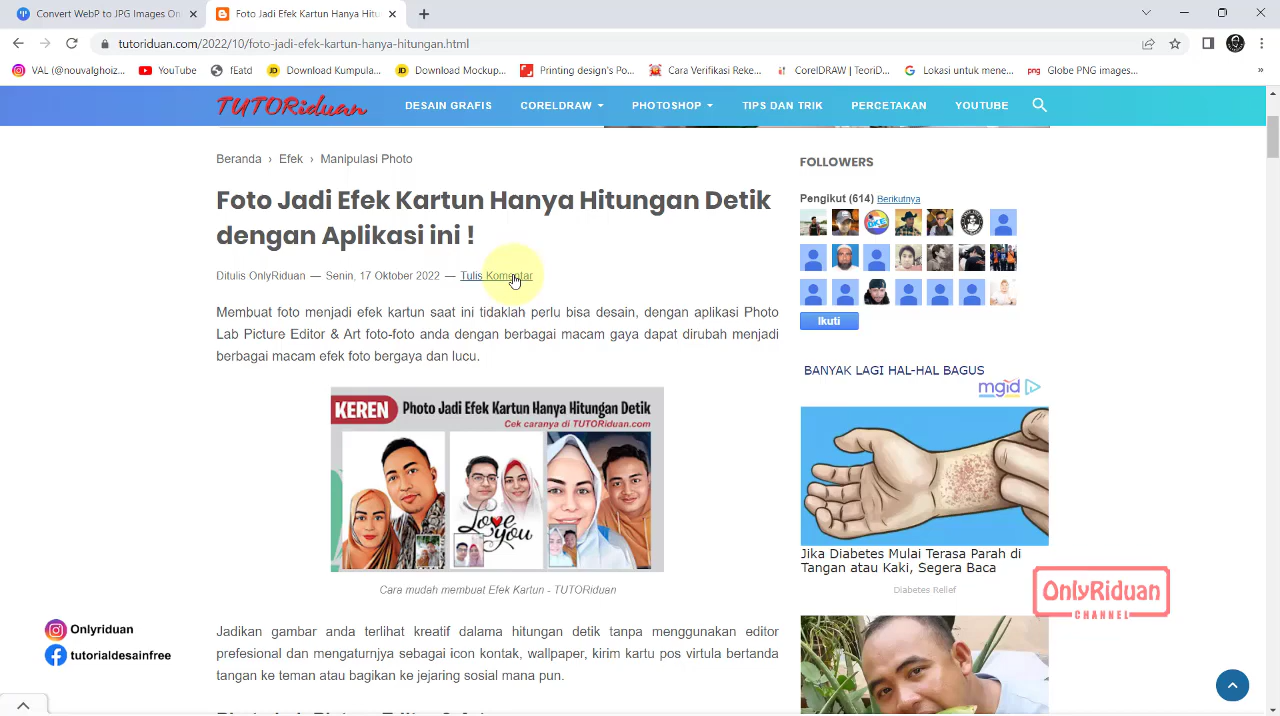 Convert WP to JPG Images On
Foto Jadi Efek Kartun Hanya Hitun
tutoriduan.com/2022/10/foto-jadi-efek-kartun-hanya-hitungan.html
VAL (@nouvalghoiz...
YouTube
fEatd
Download Kumpula...
Download Mockup...
Printing design's Po...
Cara Verifikasi Reke...
CorelDRAW | TeoriD...
Lokasi untuk mene...
Globe PNG images...
»
TUTORiduan
DESAIN GRAFIS
CORELDRAW
PHOTOSHOP
TIPS DAN TRIK
PERCETAKAN
YOUTUBE
Beranda › Efek › Manipulasi Photo
Foto Jadi Efek Kartun Hanya Hitungan Detik
dengan Aplikasi ini !
Ditulis OnlyRiduan — Senin, 17 Oktober 2022 — Tulis Komentar
Membuat foto menjadi efek kartun saat ini tidaklah perlu bisa desain, dengan aplikasi Photo
Lab Picture Editor & Art foto-foto anda dengan berbagai macam gaya dapat dirubah menjadi
berbagai macam efek foto bergaya dan lucu.
KEREN
Photo Jadi Efek Kartun Hanya Hitungan Detik
Cek caranya di TUTORiduan.com
Love
you
Cara mudah membuat Efek Kartun - TUTORiduan
Jadikan gambar anda terlihat kreatif dalama hitungan detik tanpa menggunakan editor
prefesional dan mengaturnya sebagai icon kontak, wallpaper, kirim kartu pos virtula beranda
tangan ke teman atau bagikan ke jejaring sosial mana pun.
FOLLOWERS
Pengikut (614) Berikutnya
Ikuti
BANYAK LAGI HAL-HAL BAGUS
mgid
Jika Diabetes Mulai Terasa Parah di
Tangan atau Kaki, Segera Baca
Diabetes Relief
OnlyRiduan
CHANNEL
Onlyriduan
tutorialdesainfree